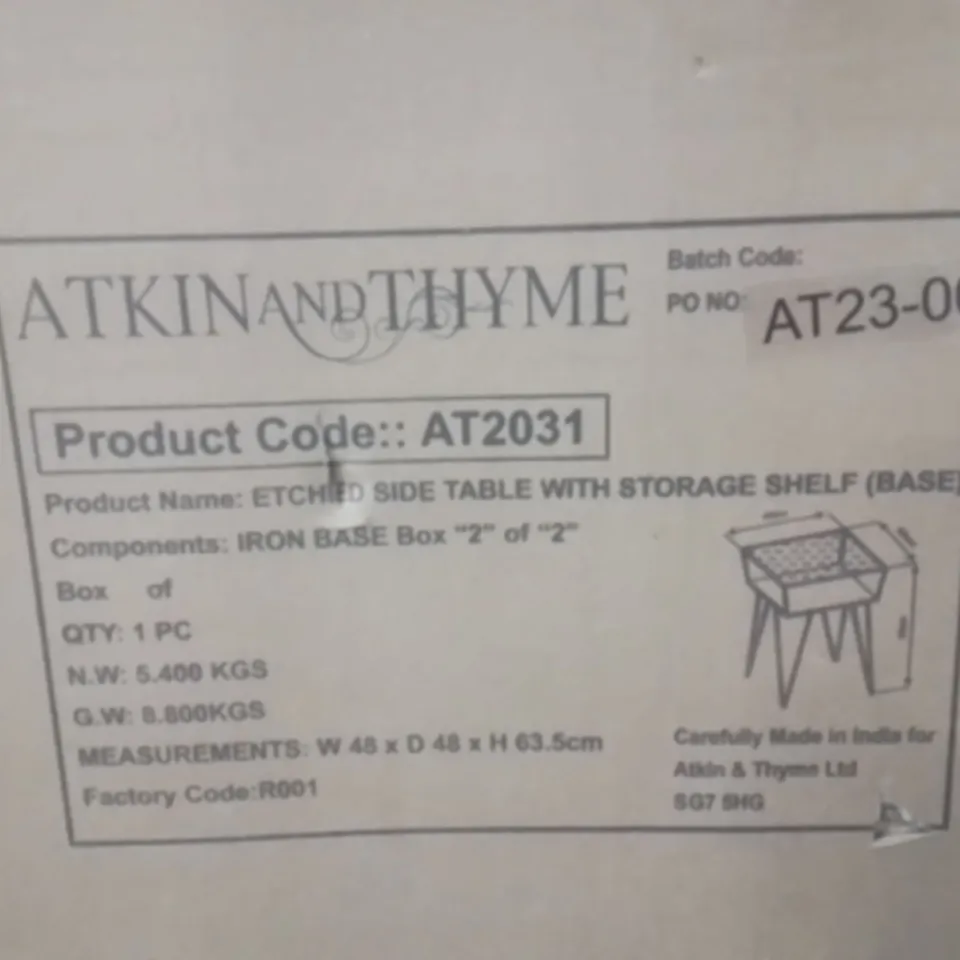 ATKIN AND THYME
Batch Code:
PO NO: AT23-0
Product Code:: AT2031
Product Name: ETCHED SIDE TABLE WITH STORAGE SHELF (BASE)
Components: IRON BASE Box “2” of “2”
Box of
QTY: 1 PC
N.W: 5.400 KGS
G.W: 8.800KGS
MEASUREMENTS: W 48 x D 48 x H 63.5cm
Factory Code:R001
Carefully Made in India for
Atkin & Thyme Ltd
SG7